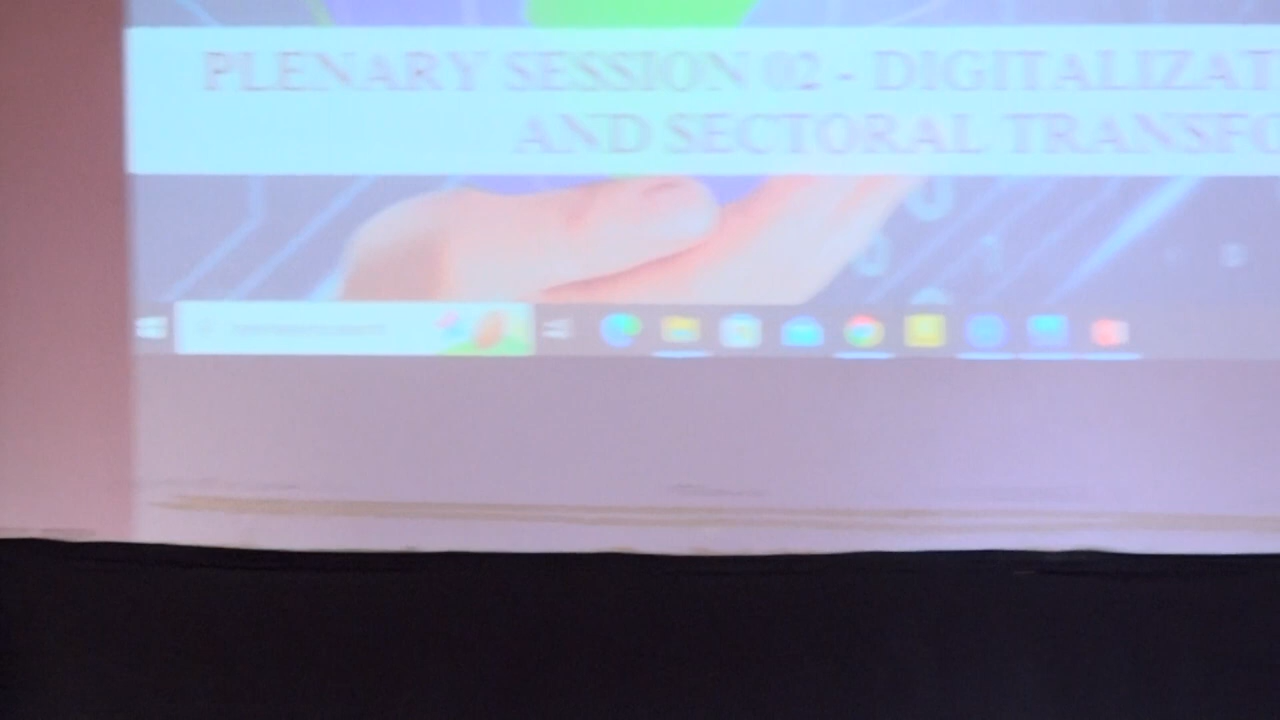 PLENARY SESSION 02 - DIGITALIZAT
AND SECTORAL TRANSFO